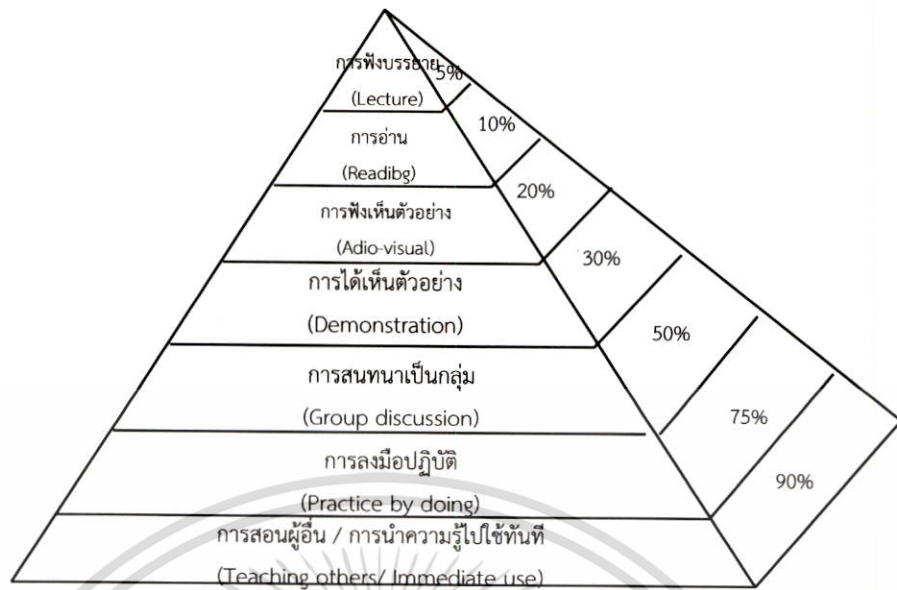 การฟังบรรยาย 5%
(Lecture)
10%
การอ่าน
(Readibg)
20%
การฟังเห็นตัวอย่าง
(Adio-visual)
30%
การได้เห็นตัวอย่าง
(Demonstration)
50%
การสนทนาเป็นกลุ่ม
(Group discussion)
75%
การลงมือปฏิบัติ
(Practice by doing)
90%
การสอนผู้อื่น / การนำความรู้ไปใช้ทันที
(Teaching others/ Immediate use)